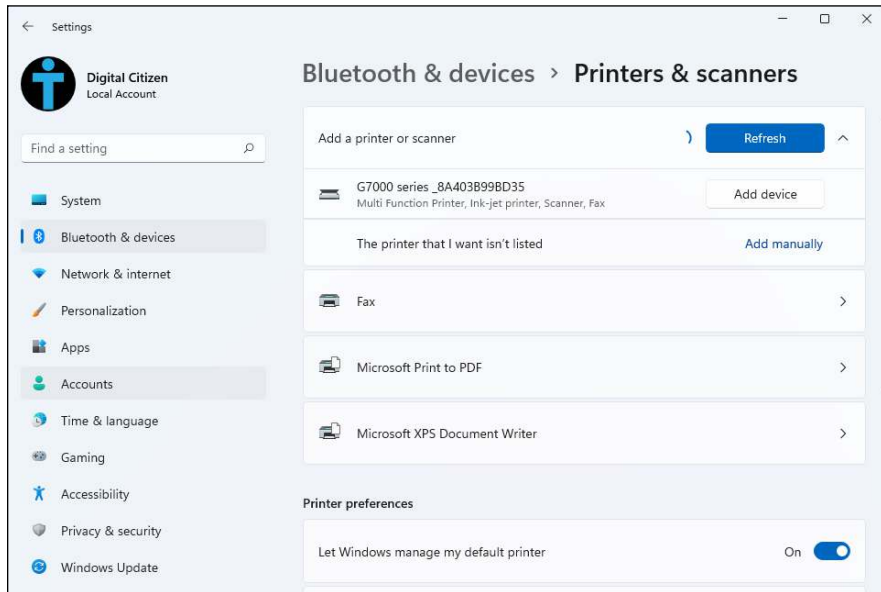 Settings
Digital Citizen
Local Account
Find a setting
System
Bluetooth & devices
Network & internet
Personalization
Apps
Accounts
Time & language
Gaming
Accessibility
Privacy & security
Windows Update
Bluetooth & devices > Printers & scanners
Add a printer or scanner
Refresh
G7000 series _8A403B99BD35
Multi Function Printer, Ink-jet printer, Scanner, Fax
Add device
The printer that I want isn't listed
Add manually
Fax
Microsoft Print to PDF
Microsoft XPS Document Writer
Printer preferences
Let Windows manage my default printer
On